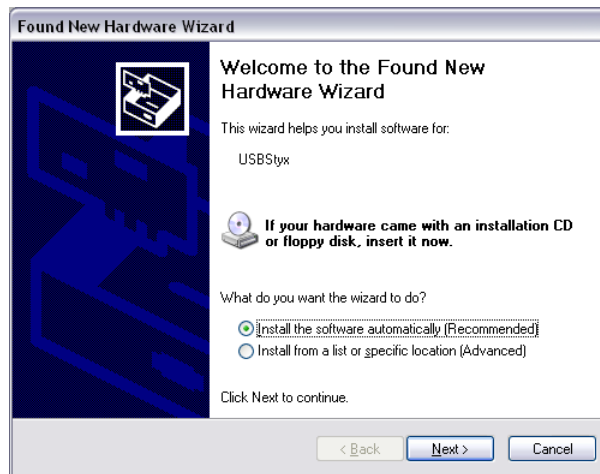 Found New Hardware Wizard
Welcome to the Found New
Hardware Wizard
This wizard helps you install software for:
USBStyx
If your hardware came with an installation CD
or floppy disk, insert it now.
What do you want the wizard to do?
Install the software automatically (Recommended)
Install from a list or specific location (Advanced)
Click Next to continue.
< Back
Next >
Cancel